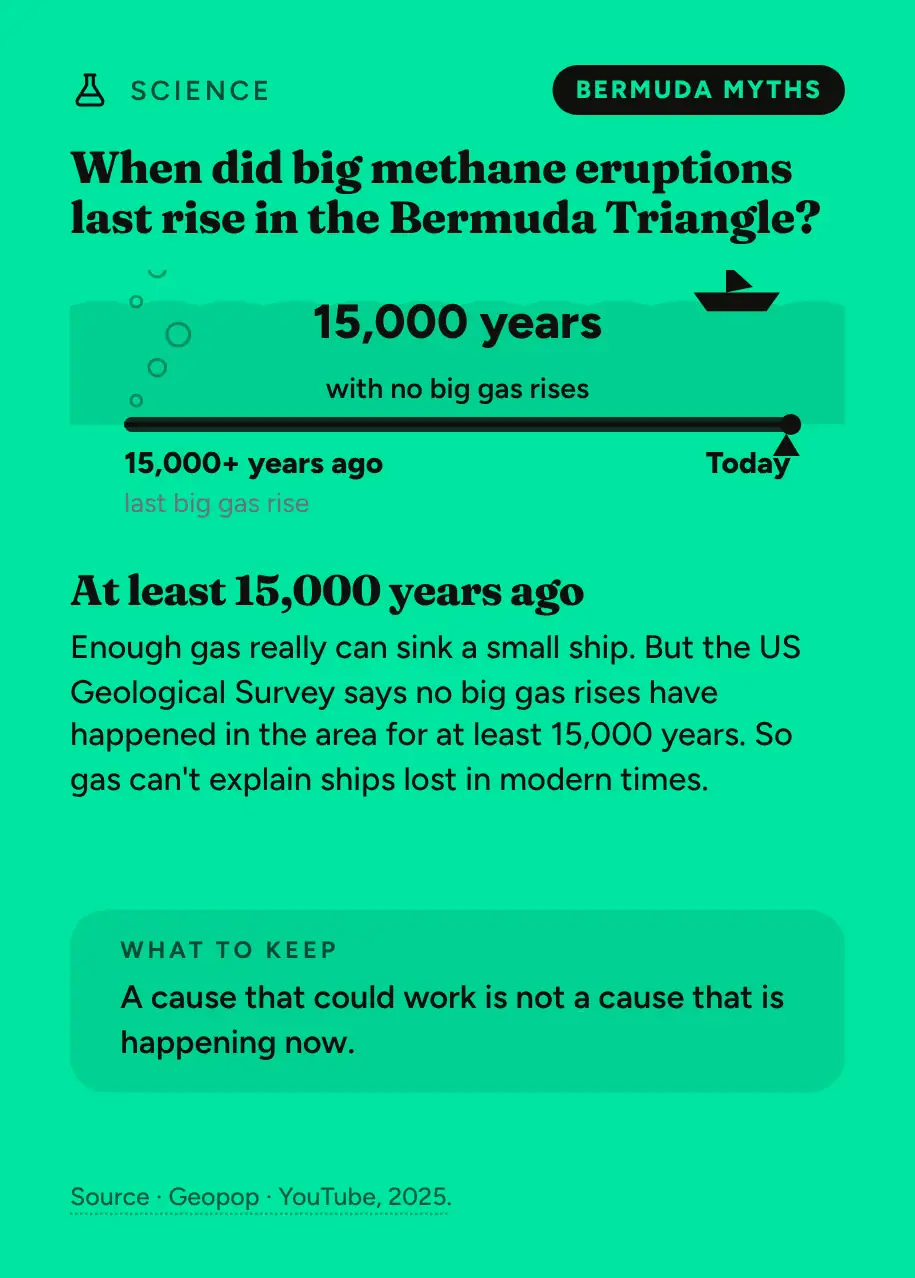 SCIENCE
BERMUDA MYTHS
When did big methane eruptions
last rise in the Bermuda Triangle?
15,000 years
with no big gas rises
15,000+ years ago
Today
last big gas rise
At least 15,000 years ago
Enough gas really can sink a small ship. But the US
Geological Survey says no big gas rises have
happened in the area for at least 15,000 years. So
gas can't explain ships lost in modern times.
WHAT TO KEEP
A cause that could work is not a cause that is
happening now.
Source · Geopop · YouTube, 2025.